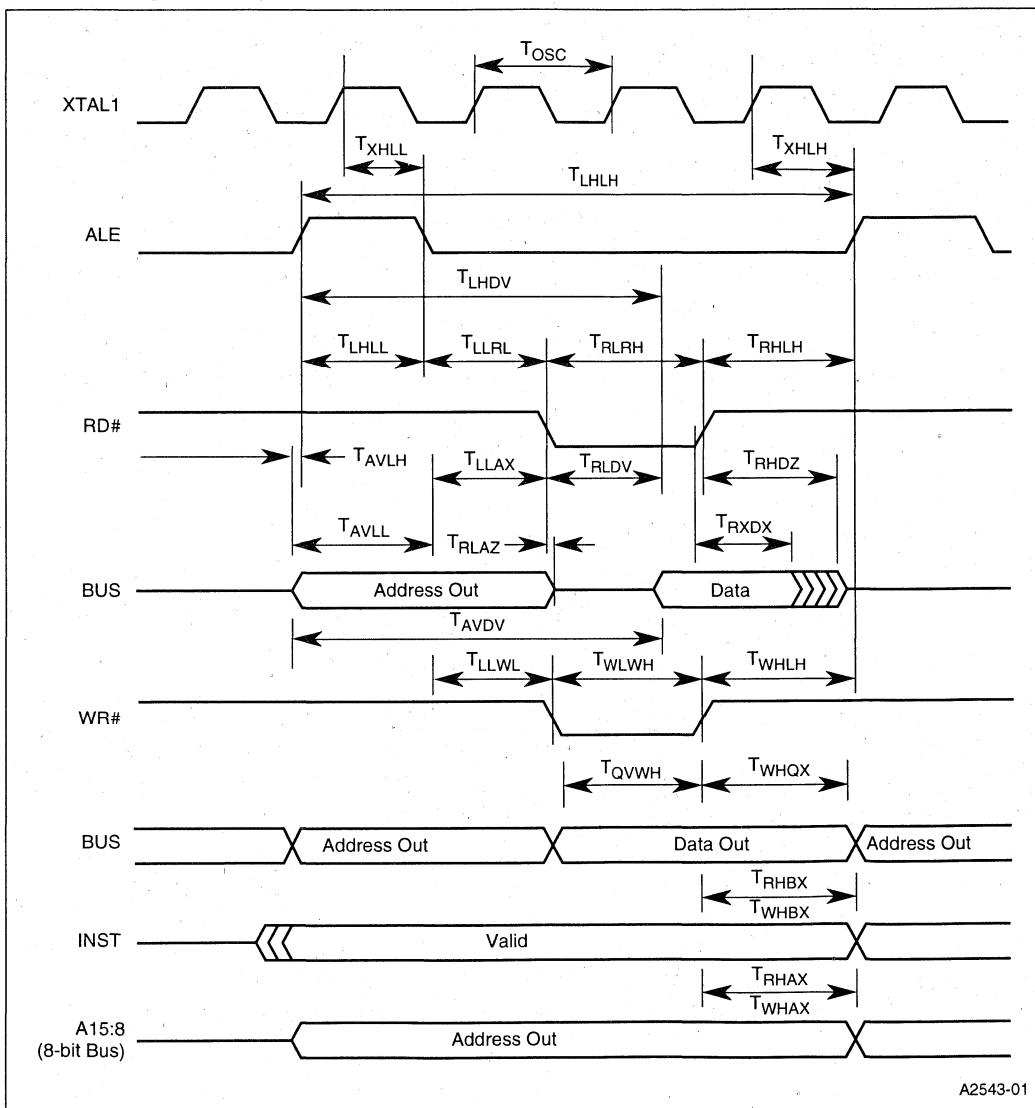 TOSC
XTAL1
TXHLL
TXHLH
TLHLH
ALE
TLHDV
TLHLL
TLLRL
TRLRH
TRHLH
RD#
TAVLH
TLLAX
TRLDV
TRHDZ
TAVLL
TRLAZ
TRXDX
BUS
Address Out
Data
TAVDV
TLLWL
TWLWH
TWHLH
WR#
TQVWH
TWHQX
BUS
Address Out
Data Out
Address Out
TRHBX
TWHBX
INST
Valid
TRHAX
TWHAX
A15:8
(8-bit Bus)
Address Out
A2543-01